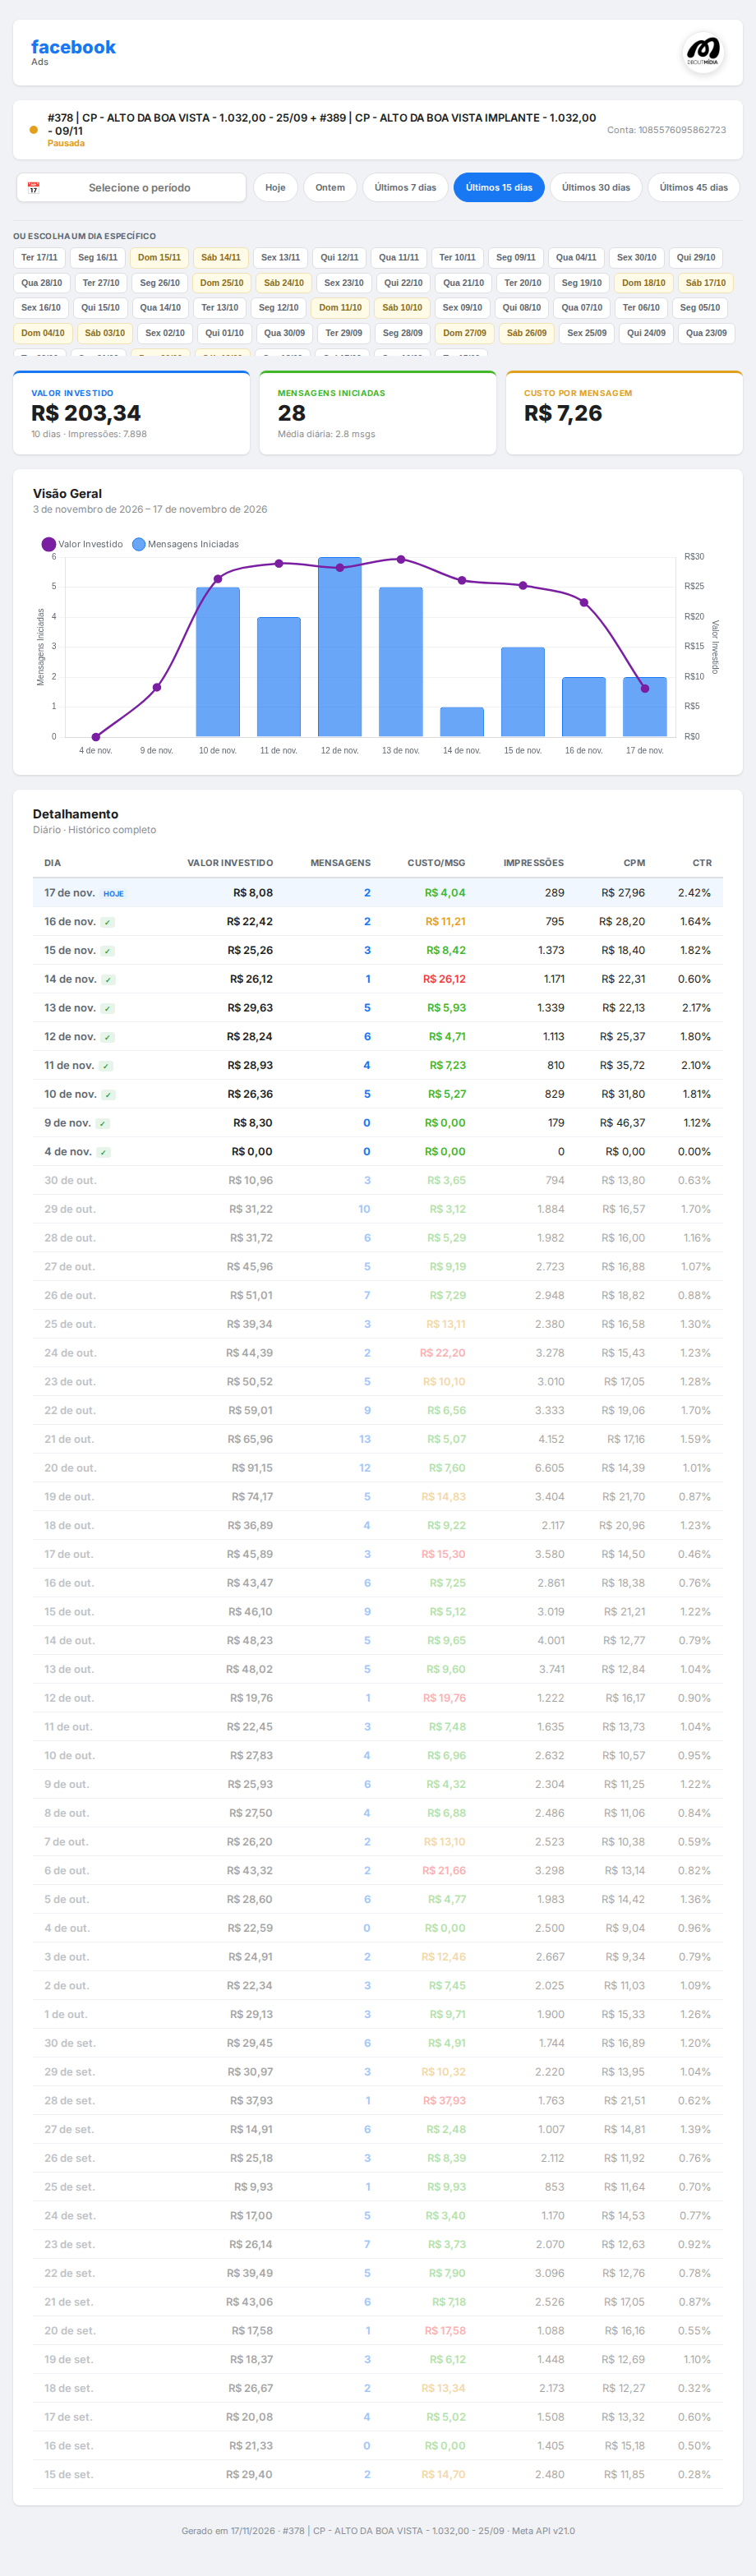 facebook
Ads
DBOUTMÍDIA
#378 | CP - ALTO DA BOA VISTA - 1.032,00 - 25/09 + #389 | CP - ALTO DA BOA VISTA IMPLANTE - 1.032,00
- 09/11
Pausada
Conta: 1085576095862723
Selecione o período
Hoje
Ontem
Últimos 7 dias
Últimos 15 dias
Últimos 30 dias
Últimos 45 dias
OU ESCOLHA UM DIA ESPECÍFICO
Ter 17/11 Seg 16/11 Dom 15/11 Sáb 14/11 Sex 13/11 Qui 12/11 Qua 11/11 Ter 10/11 Seg 09/11 Qua 04/11 Sex 30/10 Qui 29/10
Qua 28/10 Ter 27/10 Seg 26/10 Dom 25/10 Sáb 24/10 Sex 23/10 Qui 22/10 Qua 21/10 Ter 20/10 Seg 19/10 Dom 18/10 Sáb 17/10
Sex 16/10 Qui 15/10 Qua 14/10 Ter 13/10 Seg 12/10 Dom 11/10 Sáb 10/10 Sex 09/10 Qui 08/10 Qua 07/10 Ter 06/10 Seg 05/10
Dom 04/10 Sáb 03/10 Sex 02/10 Qui 01/10 Qua 30/09 Ter 29/09 Seg 28/09 Dom 27/09 Sáb 26/09 Sex 25/09 Qui 24/09 Qua 23/09
VALOR INVESTIDO
R$ 203,34
10 dias · Impressões: 7.898
MENSAGENS INICIADAS
28
Média diária: 2.8 msgs
CUSTO POR MENSAGEM
R$ 7,26
Visão Geral
3 de novembro de 2026 – 17 de novembro de 2026
Valor Investido Mensagens Iniciadas
6 R$30
5 R$25
4 R$20
3 R$15
2 R$10
1 R$5
0 R$0
Mensagens Iniciadas
Valor Investido
4 de nov. 9 de nov. 10 de nov. 11 de nov. 12 de nov. 13 de nov. 14 de nov. 15 de nov. 16 de nov. 17 de nov.
Detalhamento
Diário · Histórico completo
DIA VALOR INVESTIDO MENSAGENS CUSTO/MSG IMPRESSÕES CPM CTR
17 de nov. HOJE R$ 8,08 2 R$ 4,04 289 R$ 27,96 2.42%
16 de nov. ✓ R$ 22,42 2 R$ 11,21 795 R$ 28,20 1.64%
15 de nov. ✓ R$ 25,26 3 R$ 8,42 1.373 R$ 18,40 1.82%
14 de nov. ✓ R$ 26,12 1 R$ 26,12 1.171 R$ 22,31 0.60%
13 de nov. ✓ R$ 29,63 5 R$ 5,93 1.339 R$ 22,13 2.17%
12 de nov. ✓ R$ 28,24 6 R$ 4,71 1.113 R$ 25,37 1.80%
11 de nov. ✓ R$ 28,93 4 R$ 7,23 810 R$ 35,72 2.10%
10 de nov. ✓ R$ 26,36 5 R$ 5,27 829 R$ 31,80 1.81%
9 de nov. ✓ R$ 8,30 0 R$ 0,00 179 R$ 46,37 1.12%
4 de nov. ✓ R$ 0,00 0 R$ 0,00 0 R$ 0,00 0.00%
30 de out. R$ 10,96 3 R$ 3,65 794 R$ 13,80 0.63%
29 de out. R$ 31,22 10 R$ 3,12 1.884 R$ 16,57 1.70%
28 de out. R$ 31,72 6 R$ 5,29 1.982 R$ 16,00 1.16%
27 de out. R$ 45,96 5 R$ 9,19 2.723 R$ 16,88 1.07%
26 de out. R$ 51,01 7 R$ 7,29 2.948 R$ 18,82 0.88%
25 de out. R$ 39,34 3 R$ 13,11 2.380 R$ 16,58 1.30%
24 de out. R$ 44,39 2 R$ 22,20 3.278 R$ 15,43 1.23%
23 de out. R$ 50,52 5 R$ 10,10 3.010 R$ 17,05 1.28%
22 de out. R$ 59,01 9 R$ 6,56 3.333 R$ 19,06 1.70%
21 de out. R$ 65,96 13 R$ 5,07 4.152 R$ 17,16 1.59%
20 de out. R$ 91,15 12 R$ 7,60 6.605 R$ 14,39 1.01%
19 de out. R$ 74,17 5 R$ 14,83 3.404 R$ 21,70 0.87%
18 de out. R$ 36,89 4 R$ 9,22 2.117 R$ 20,96 1.23%
17 de out. R$ 45,89 3 R$ 15,30 3.580 R$ 14,50 0.46%
16 de out. R$ 43,47 6 R$ 7,25 2.861 R$ 18,38 0.76%
15 de out. R$ 46,10 9 R$ 5,12 3.019 R$ 21,21 1.22%
14 de out. R$ 48,23 5 R$ 9,65 4.001 R$ 12,77 0.79%
13 de out. R$ 48,02 5 R$ 9,60 3.741 R$ 12,84 1.04%
12 de out. R$ 19,76 1 R$ 19,76 1.222 R$ 16,17 0.90%
11 de out. R$ 22,45 3 R$ 7,48 1.635 R$ 13,73 1.04%
10 de out. R$ 27,83 4 R$ 6,96 2.632 R$ 10,57 0.95%
9 de out. R$ 25,93 6 R$ 4,32 2.304 R$ 11,25 1.22%
8 de out. R$ 27,50 4 R$ 6,88 2.486 R$ 11,06 0.84%
7 de out. R$ 26,20 2 R$ 13,10 2.523 R$ 10,38 0.59%
6 de out. R$ 43,32 2 R$ 21,66 3.298 R$ 13,14 0.82%
5 de out. R$ 28,60 6 R$ 4,77 1.983 R$ 14,42 1.36%
4 de out. R$ 22,59 0 R$ 0,00 2.500 R$ 9,04 0.96%
3 de out. R$ 24,91 2 R$ 12,46 2.667 R$ 9,34 0.79%
2 de out. R$ 22,34 3 R$ 7,45 2.025 R$ 11,03 1.09%
1 de out. R$ 29,13 3 R$ 9,71 1.900 R$ 15,33 1.26%
30 de set. R$ 29,45 6 R$ 4,91 1.744 R$ 16,89 1.20%
29 de set. R$ 30,97 3 R$ 10,32 2.220 R$ 13,95 1.04%
28 de set. R$ 37,93 1 R$ 37,93 1.763 R$ 21,51 0.62%
27 de set. R$ 14,91 6 R$ 2,48 1.007 R$ 14,81 1.39%
26 de set. R$ 25,18 3 R$ 8,39 2.112 R$ 11,92 0.76%
25 de set. R$ 9,93 1 R$ 9,93 853 R$ 11,64 0.70%
24 de set. R$ 17,00 5 R$ 3,40 1.170 R$ 14,53 0.77%
23 de set. R$ 26,14 7 R$ 3,73 2.070 R$ 12,63 0.92%
22 de set. R$ 39,49 5 R$ 7,90 3.096 R$ 12,76 0.78%
21 de set. R$ 43,06 6 R$ 7,18 2.526 R$ 17,05 0.87%
20 de set. R$ 17,58 1 R$ 17,58 1.088 R$ 16,16 0.55%
19 de set. R$ 18,37 3 R$ 6,12 1.448 R$ 12,69 1.10%
18 de set. R$ 26,67 2 R$ 13,34 2.173 R$ 12,27 0.32%
17 de set. R$ 20,08 4 R$ 5,02 1.508 R$ 13,32 0.60%
16 de set. R$ 21,33 0 R$ 0,00 1.405 R$ 15,18 0.50%
15 de set. R$ 29,40 2 R$ 14,70 2.480 R$ 11,85 0.28%
Gerado em 17/11/2026 · #378 | CP - ALTO DA BOA VISTA - 1.032,00 - 25/09 · Meta API v21.0